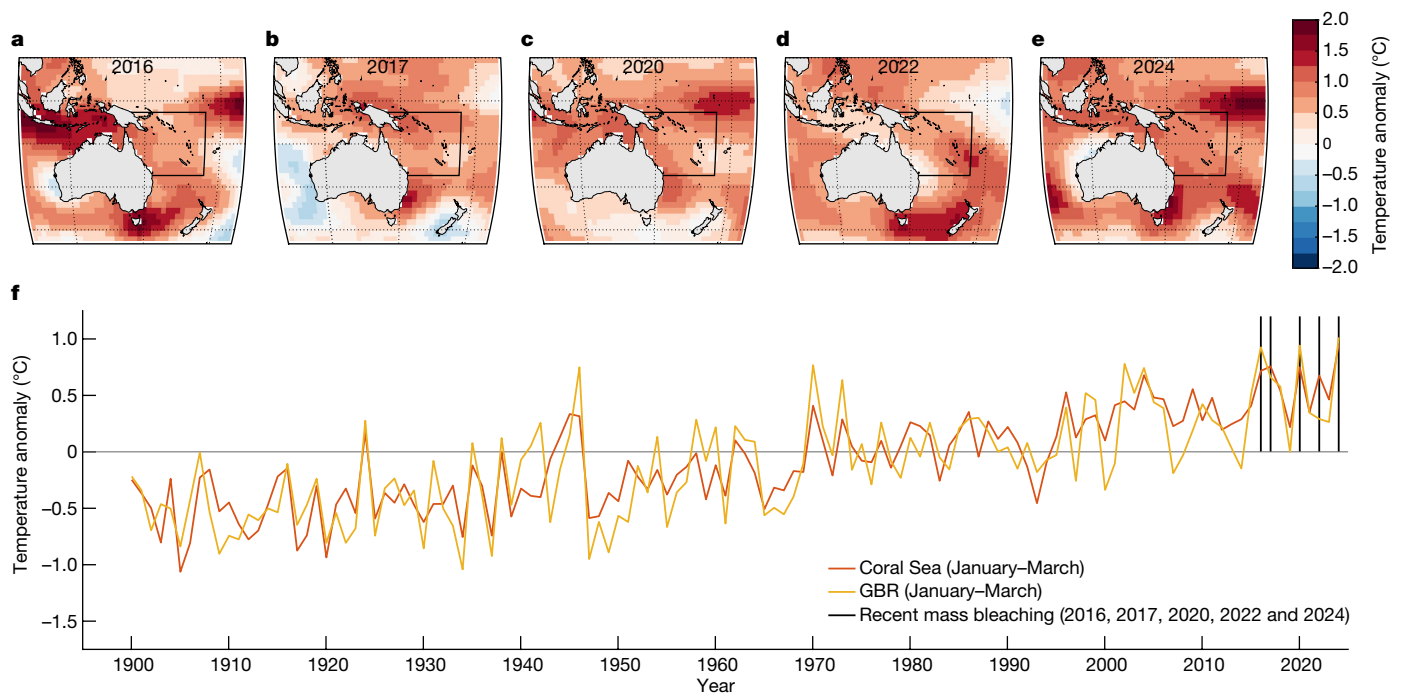 a
2016
b
2017
c
2020
d
2022
e
2024
2.0
1.5
1.0
0.5
0
–0.5
–1.0
–1.5
–2.0
Temperature anomaly (°C)
f
1.0
0.5
0
–0.5
–1.0
–1.5
Temperature anomaly (°C)
Coral Sea (January–March)
GBR (January–March)
Recent mass bleaching (2016, 2017, 2020, 2022 and 2024)
1900 1910 1920 1930 1940 1950 1960 1970 1980 1990 2000 2010 2020
Year